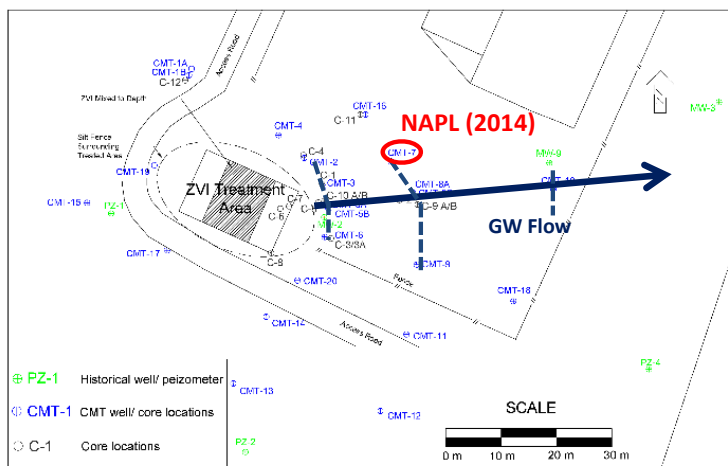 CMT-1A
CMT-1B
C-12
Access Road
ZVI Mixed to Depth
C-11
CMT-16
MW-3
CMT-4
NAPL (2014)
Silt Fence
Surrounding
Treated Area
C-4
CMT-2
CMT-7
MW-9
C-1
CMT-19
CMT-3
CMT-8A
ZVI Treatment
Area
C-7
C-10 A/B
C-9 A/B
CMT-15
PZ-1
C-6
CMT-5B
GW Flow
CMT-6
C-3/3A
CMT-17
C-8
CMT-9
Fence
CMT-20
CMT-18
CMT-14
Access Road
CMT-11
PZ-4
PZ-1 Historical well/ peizometer
CMT-13
CMT-1 CMT well/ core locations
CMT-12
SCALE
C-1 Core locations
PZ-2
0 m 10 m 20 m 30 m